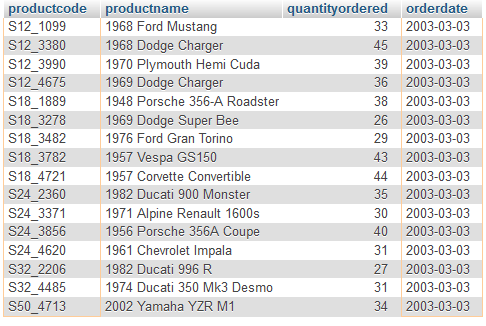 productcode productname quantityordered orderdate
S12_1099 1968 Ford Mustang 33 2003-03-03
S12_3380 1968 Dodge Charger 45 2003-03-03
S12_3990 1970 Plymouth Hemi Cuda 39 2003-03-03
S12_4675 1969 Dodge Charger 36 2003-03-03
S18_1889 1948 Porsche 356-A Roadster 38 2003-03-03
S18_3278 1969 Dodge Super Bee 26 2003-03-03
S18_3482 1976 Ford Gran Torino 29 2003-03-03
S18_3782 1957 Vespa GS150 43 2003-03-03
S18_4721 1957 Corvette Convertible 44 2003-03-03
S24_2360 1982 Ducati 900 Monster 35 2003-03-03
S24_3371 1971 Alpine Renault 1600s 30 2003-03-03
S24_3856 1956 Porsche 356A Coupe 40 2003-03-03
S24_4620 1961 Chevrolet Impala 31 2003-03-03
S32_2206 1982 Ducati 996 R 27 2003-03-03
S32_4485 1974 Ducati 350 Mk3 Desmo 31 2003-03-03
S50_4713 2002 Yamaha YZR M1 34 2003-03-03